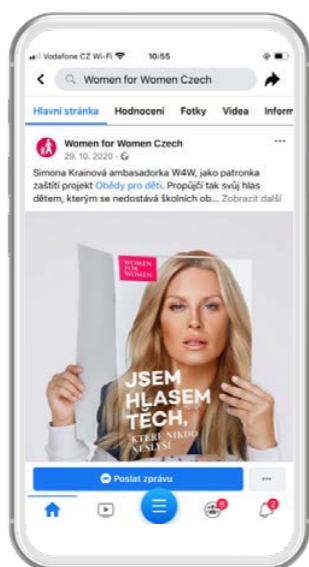 Vodafone CZ Wi-Fi 10:55
Women for Women Czech
Hlavní stránka Hodnocení Fotky Videa Inform
Women for Women Czech
29. 10. 2020 ·
Simona Krainová ambasadorka W4W, jako patronka
zaštítí projekt Obědy pro děti. Propůjčí tak svůj hlas
dětem, kterým se nedostává školních ob... Zobrazit další
WOMEN
FOR
WOMEN
JSEM
HLASEM
TĚCH,
KTERÉ NIKDO
NESLYŠÍ
Poslat zprávu
6
2